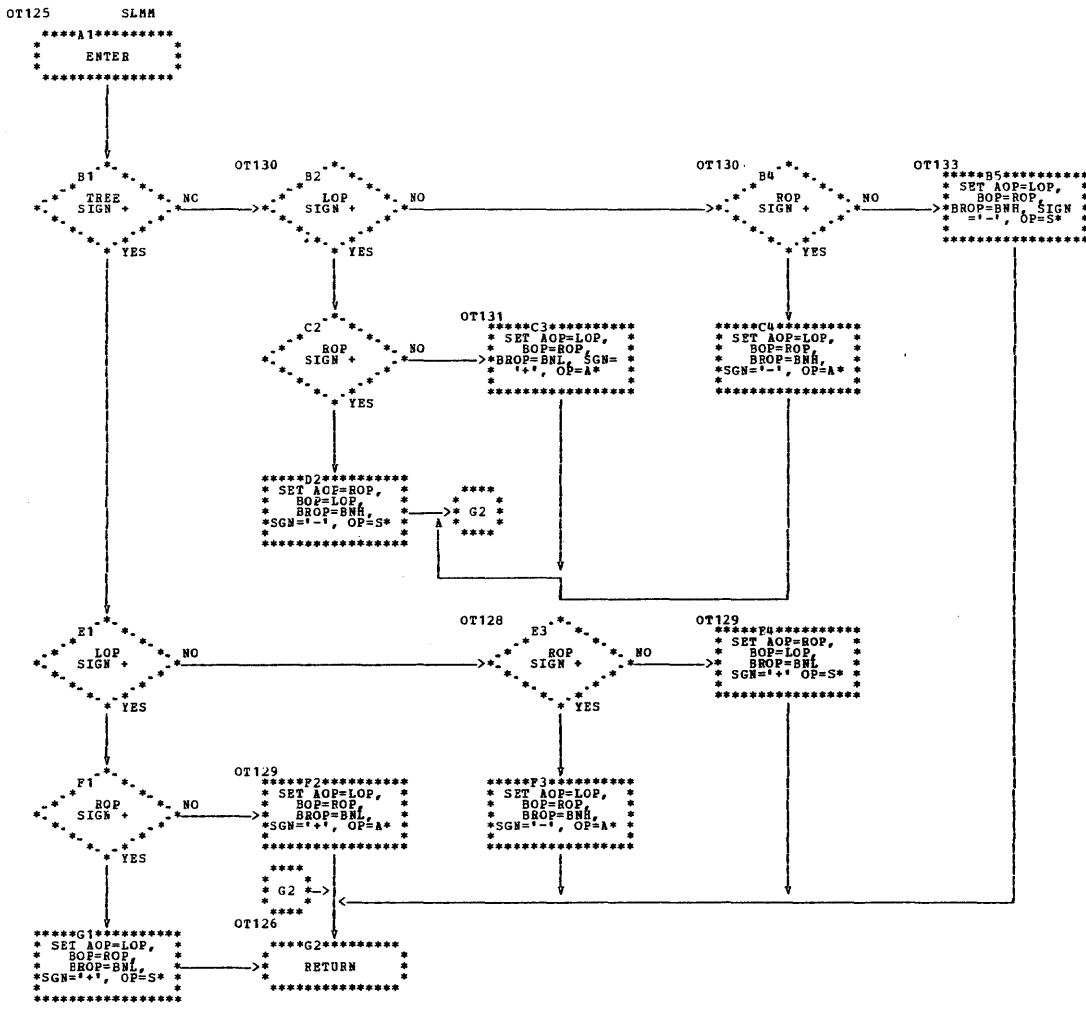 OT125 SLMM
A1
ENTER
OT130 OT130 OT133
B1
TREE
SIGN +
NO
YES
B2
LOP
SIGN +
NO
YES
B4
ROP
SIGN +
NO
YES
B5
SET AOP=LOP,
BOP=ROP,
BROP=BNH, SIGN
='-', OP=S*
C2
ROP
SIGN +
NO
YES
OT131
C3
SET AOP=LOP,
BOP=ROP,
*BROP=BNL, SGN=
'+', OP=A*
C4
SET AOP=LOP,
BOP=ROP,
BROP=BNH,
*SGN='-', OP=A*
D2
SET AOP=ROP,
BOP=LOP,
BROP=BNH,
*SGN='-', OP=S*
G2
E1
LOP
SIGN +
NO
YES
OT128
E3
ROP
SIGN +
NO
YES
OT129
E4
SET AOP=ROP,
BOP=LOP,
BROP=BNL
SGN='+' OP=S*
F1
ROP
SIGN +
NO
YES
OT129
F2
SET AOP=LOP,
BOP=ROP,
BROP=BNL,
*SGN='+', OP=A*
F3
SET AOP=LOP,
BOP=ROP,
BROP=BNH,
*SGN='-', OP=A*
G2
OT126
G1
SET AOP=LOP,
BOP=ROP,
BROP=BNL,
*SGN='+', OP=S*
G2
RETURN